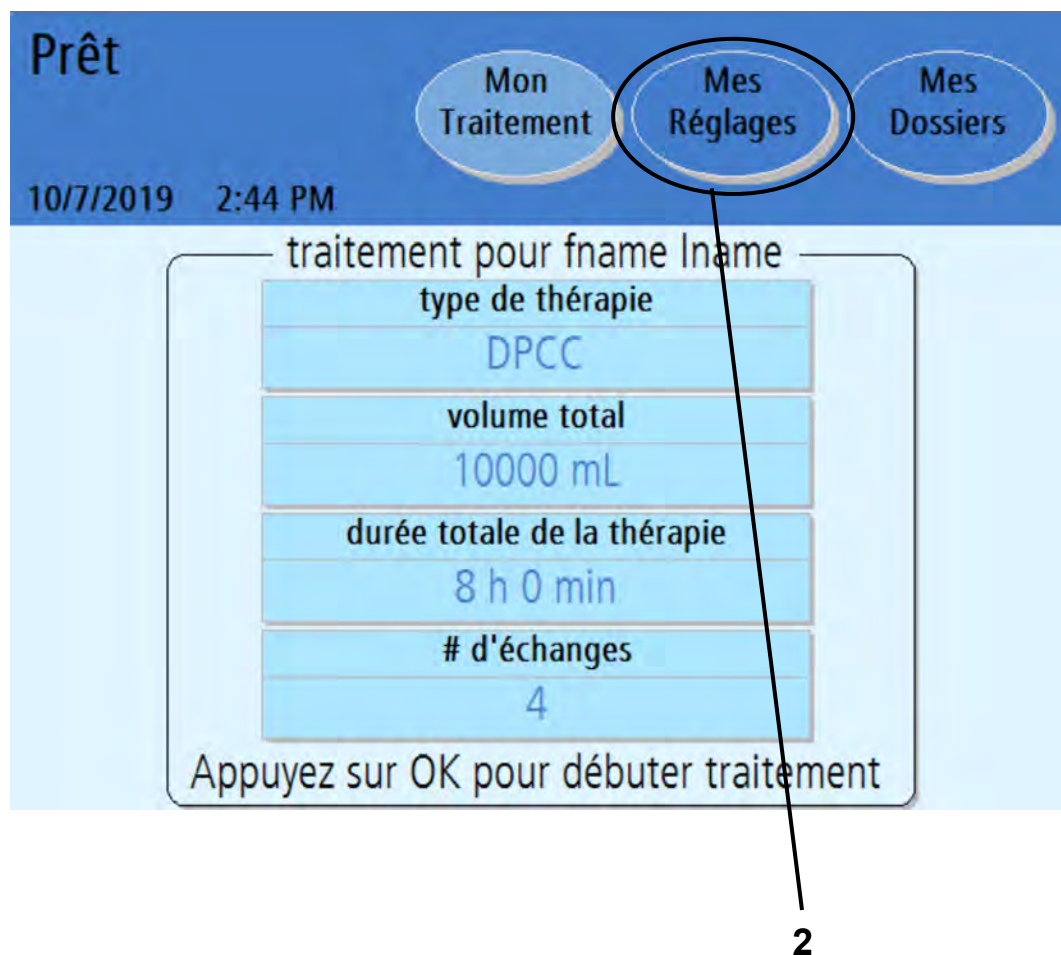 Prêt
Mon
Traitement
Mes
Réglages
Mes
Dossiers
10/7/2019 2:44 PM
traitement pour fname lname
type de thérapie
DPCC
volume total
10000 mL
durée totale de la thérapie
8 h 0 min
# d'échanges
4
Appuyez sur OK pour débuter traitement
2